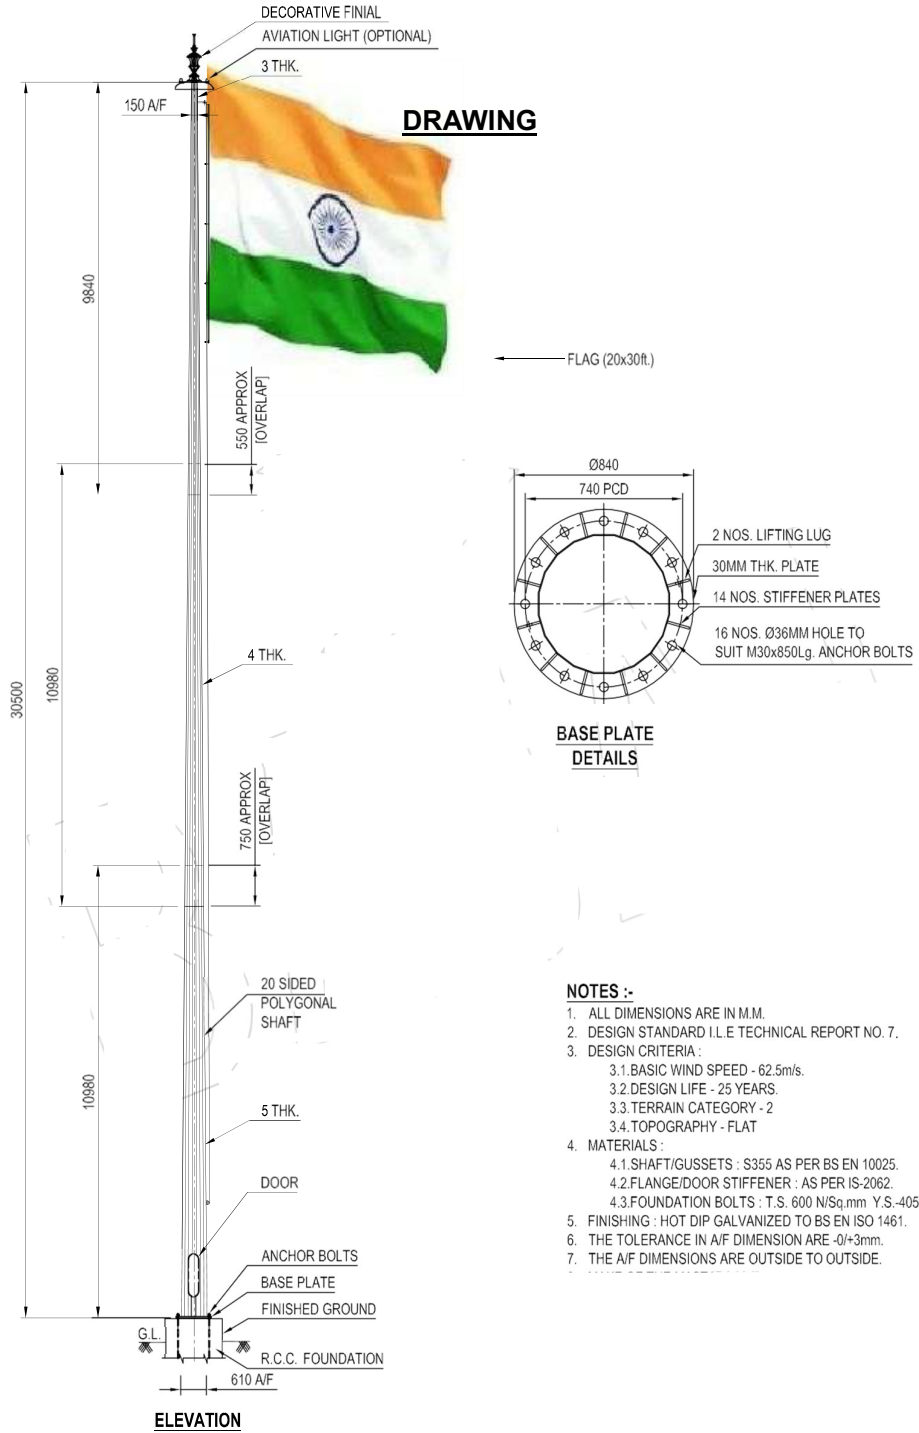 DECORATIVE FINIAL
AVIATION LIGHT (OPTIONAL)
3 THK.
150 A/F
DRAWING
9840
FLAG (20x30ft.)
550 APPROX
[OVERLAP]
Ø840
740 PCD
2 NOS. LIFTING LUG
30MM THK. PLATE
14 NOS. STIFFENER PLATES
16 NOS. Ø36MM HOLE TO
SUIT M30x850Lg. ANCHOR BOLTS
4 THK.
30500
10980
BASE PLATE
DETAILS
750 APPROX
[OVERLAP]
20 SIDED
POLYGONAL
SHAFT
10980
5 THK.
DOOR
ANCHOR BOLTS
BASE PLATE
FINISHED GROUND
G.L.
R.C.C. FOUNDATION
610 A/F
ELEVATION
NOTES :-
1. ALL DIMENSIONS ARE IN M.M.
2. DESIGN STANDARD I.L.E TECHNICAL REPORT NO. 7.
3. DESIGN CRITERIA :
3.1.BASIC WIND SPEED - 62.5m/s.
3.2.DESIGN LIFE - 25 YEARS.
3.3.TERRAIN CATEGORY - 2
3.4.TOPOGRAPHY - FLAT
4. MATERIALS :
4.1.SHAFT/GUSSETS : S355 AS PER BS EN 10025.
4.2.FLANGE/DOOR STIFFENER : AS PER IS-2062.
4.3.FOUNDATION BOLTS : T.S. 600 N/Sq.mm Y.S.-405
5. FINISHING : HOT DIP GALVANIZED TO BS EN ISO 1461.
6. THE TOLERANCE IN A/F DIMENSION ARE -0/+3mm.
7. THE A/F DIMENSIONS ARE OUTSIDE TO OUTSIDE.